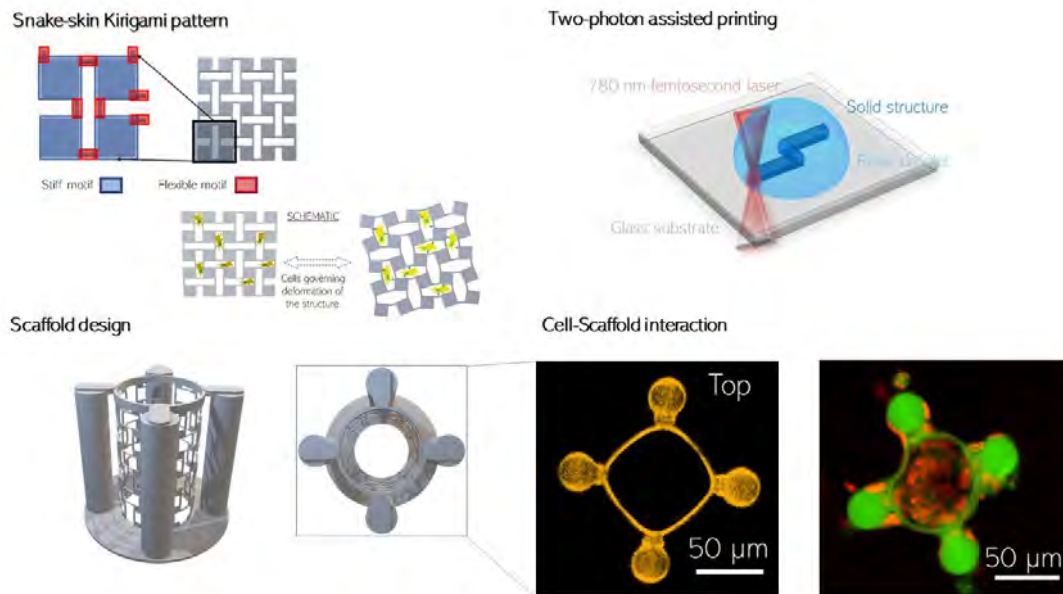 Snake-skin Kirigami pattern
Two-photon assisted printing
780 nm-femtosecond laser
Solid structure
Glass substrate
Stiff motif
Flexible motif
SCHEMATIC
Cells governing
deformation of
the structure
Scaffold design
Cell-Scaffold interaction
Top
50 µm
50 µm